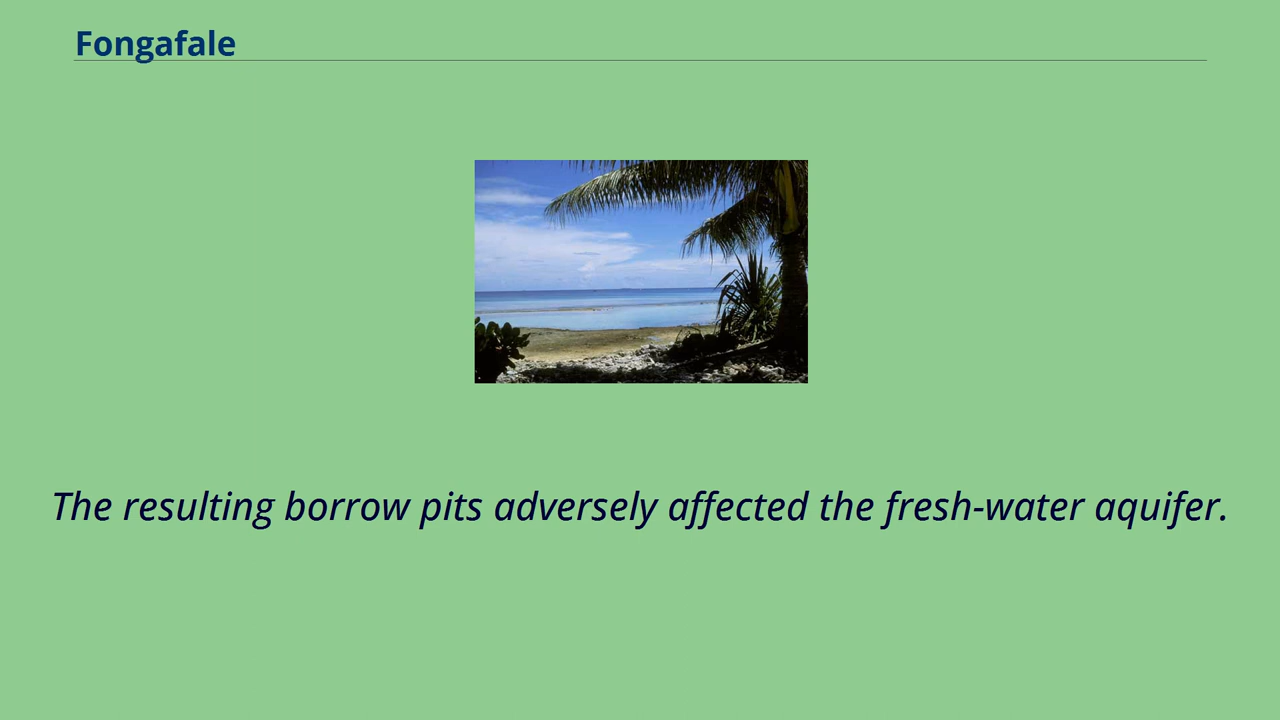 Fongafale
The resulting borrow pits adversely affected the fresh-water aquifer.